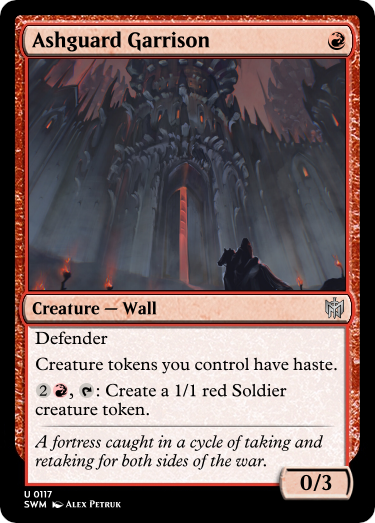 Ashguard Garrison
Creature — Wall
Defender
Creature tokens you control have haste.
2, : Create a 1/1 red Soldier
creature token.
A fortress caught in a cycle of taking and
retaking for both sides of the war.
0/3
U 0117
SWM Alex Petruk